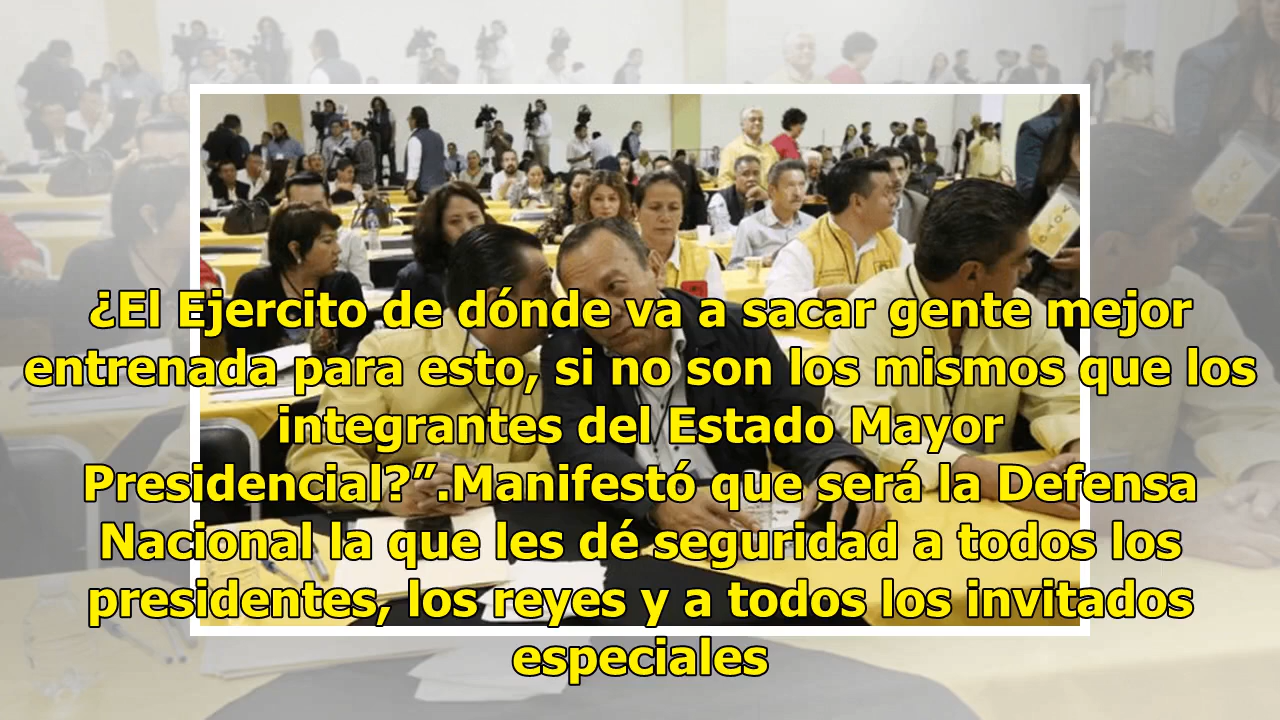 ¿El Ejercito de dónde va a sacar gente mejor
entrenada para esto, si no son los mismos que los
integrantes del Estado Mayor
Presidencial?”.Manifestó que será la Defensa
Nacional la que les dé seguridad a todos los
presidentes, los reyes y a todos los invitados
especiales